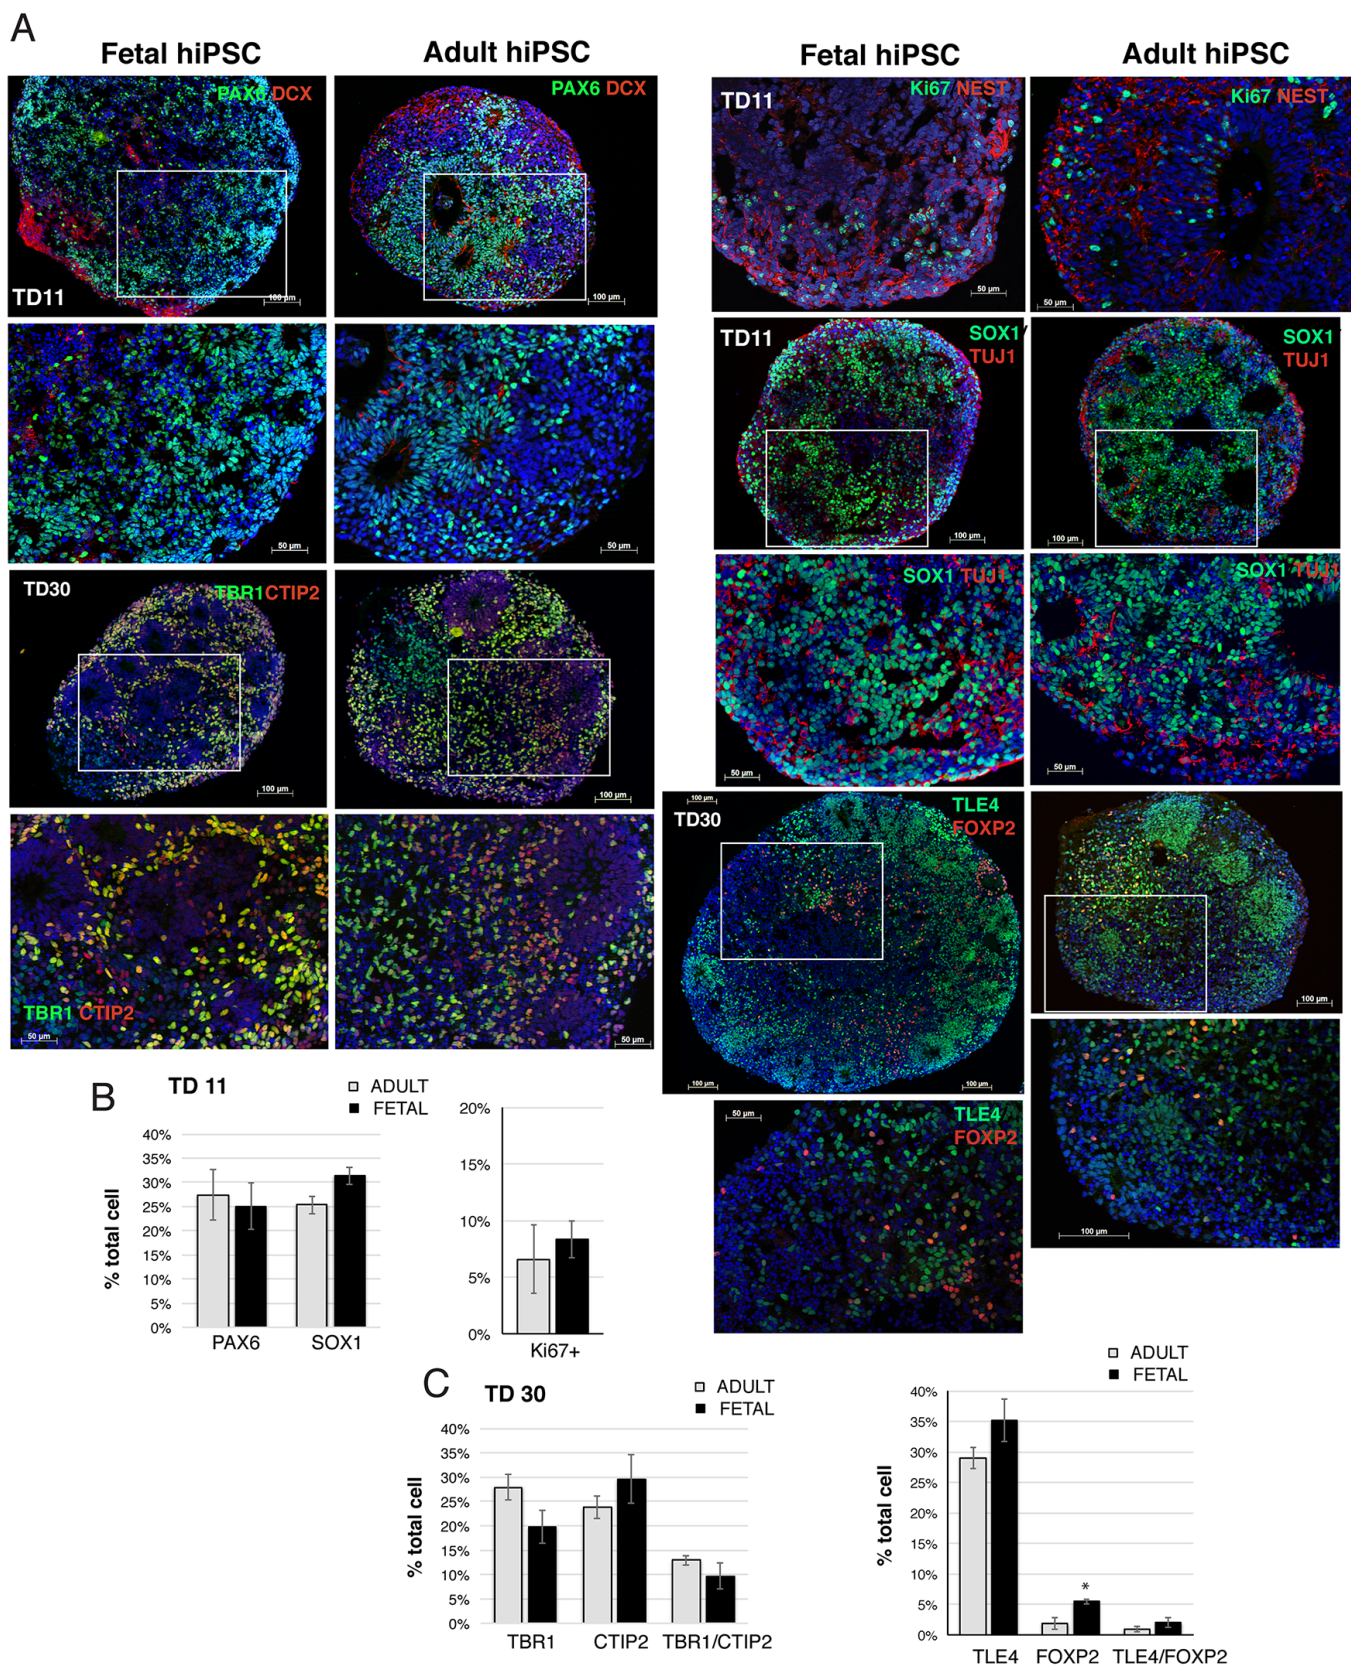 A
Fetal hiPSC
Adult hiPSC
Fetal hiPSC
Adult hiPSC
PAX6 DCX
TD11
100 µm
PAX6 DCX
100 µm
TD11
Ki67 NEST
50 µm
Ki67 NEST
50 µm
50 µm
50 µm
TD11
SOX1/
TUJ1
100 µm
SOX1
TUJ1
100 µm
TD30
TBR1CTIP2
100 µm
100 µm
SOX1 TUJ1
50 µm
SOX1 TUJ1
50 µm
TBR1 CTIP2
50 µm
50 µm
100 µm
TD30
TLE4
FOXP2
100 µm
100 µm
100 µm
50 µm
TLE4
FOXP2
100 µm
B
TD 11
ADULT
FETAL
% total cell
40%
35%
30%
25%
20%
15%
10%
5%
0%
PAX6
SOX1
20%
15%
10%
5%
0%
Ki67+
C
TD 30
ADULT
FETAL
% total cell
40%
35%
30%
25%
20%
15%
10%
5%
0%
TBR1
CTIP2
TBR1/CTIP2
ADULT
FETAL
% total cell
40%
35%
30%
25%
20%
15%
10%
5%
0%
*
TLE4
FOXP2
TLE4/FOXP2